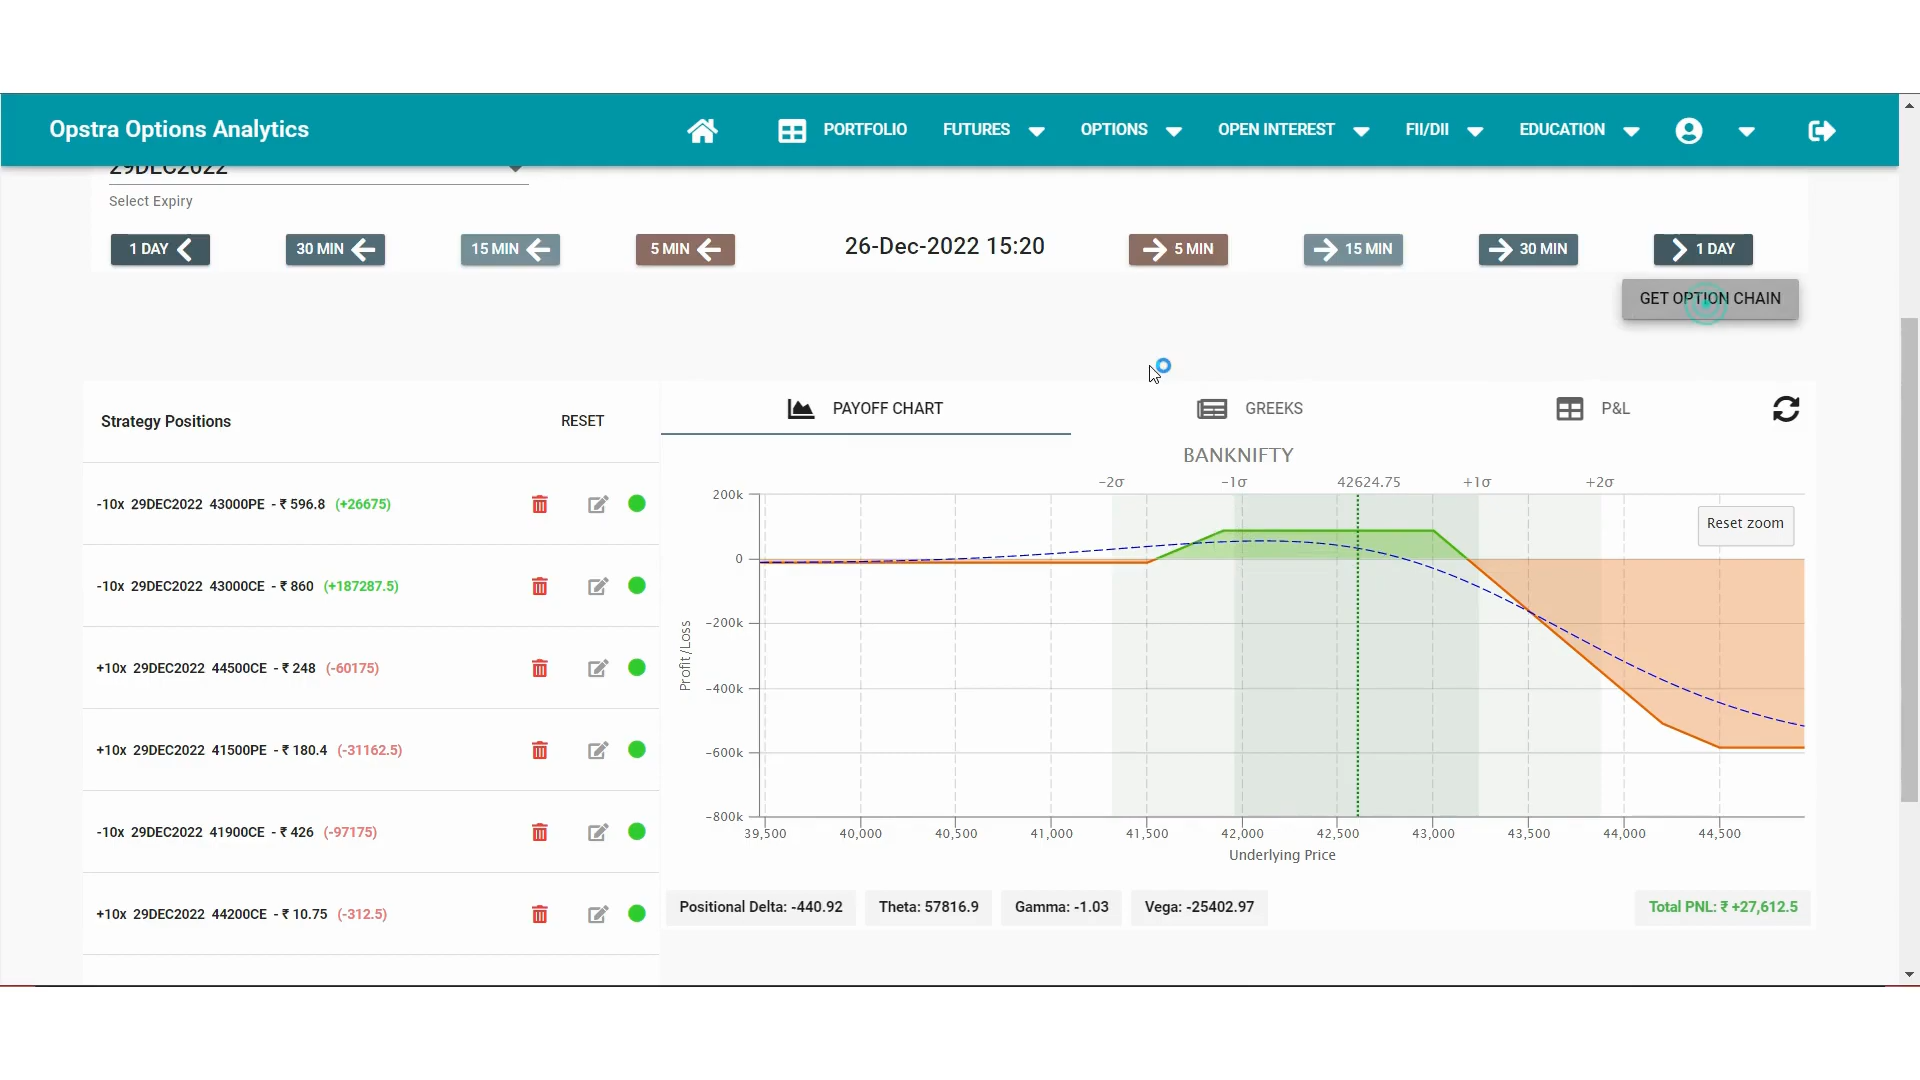 Opstra Options Analytics
PORTFOLIO
FUTURES
OPTIONS
OPEN INTEREST
FII/DII
EDUCATION
29DEC2022
Select Expiry
1 DAY
30 MIN
15 MIN
5 MIN
26-Dec-2022 15:20
5 MIN
15 MIN
30 MIN
1 DAY
GET OPTION CHAIN
Strategy Positions
RESET
-10x 29DEC2022 43000PE - ₹ 596.8 (+26675)
-10x 29DEC2022 43000CE - ₹ 860 (+187287.5)
+10x 29DEC2022 44500CE - ₹ 248 (-60175)
+10x 29DEC2022 41500PE - ₹ 180.4 (-31162.5)
-10x 29DEC2022 41900CE - ₹ 426 (-97175)
+10x 29DEC2022 44200CE - ₹ 10.75 (-312.5)
PAYOFF CHART
GREEKS
P&L
BANKNIFTY
-2σ
-1σ
42624.75
+1σ
+2σ
Reset zoom
200k
0
-200k
-400k
-600k
-800k
Profit/Loss
39,500
40,000
40,500
41,000
41,500
42,000
42,500
43,000
43,500
44,000
44,500
Underlying Price
Positional Delta: -440.92
Theta: 57816.9
Gamma: -1.03
Vega: -25402.97
Total PNL: ₹ +27,612.5